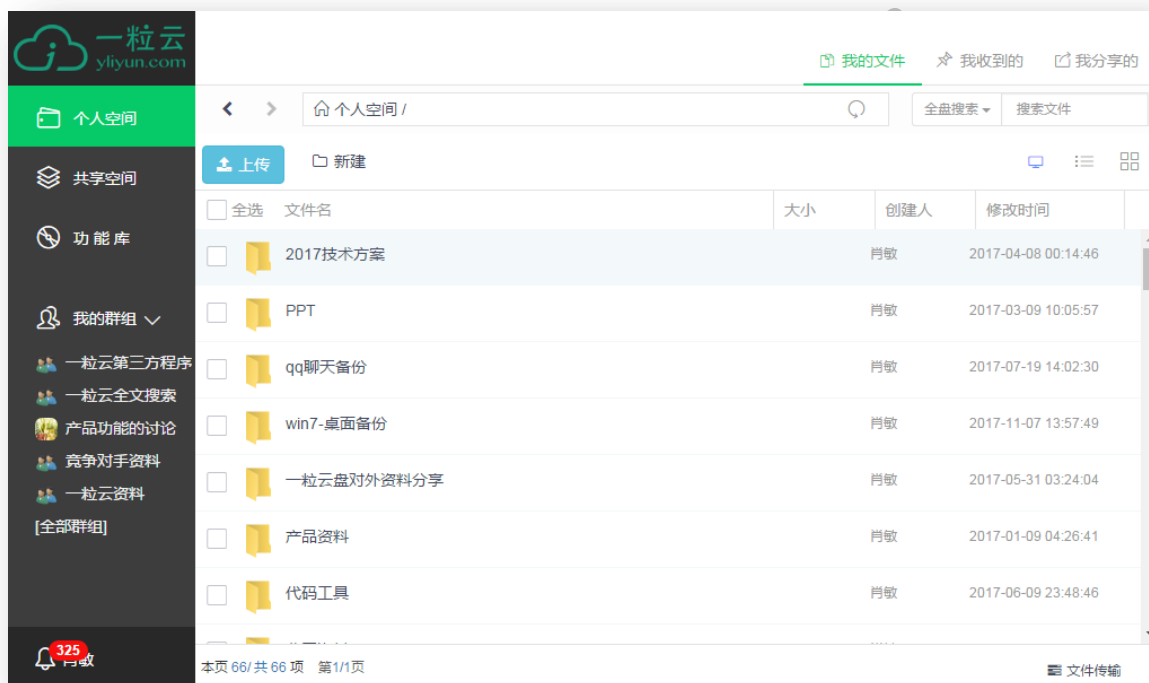 一粒云
yliyun.com
我的文件 我收到的 我分享的
个人空间
个人空间 /
全盘搜索 搜索文件
上传 新建
共享空间
全选 文件名 大小 创建人 修改时间
功能库
2017技术方案 肖敏 2017-04-08 00:14:46
PPT 肖敏 2017-03-09 10:05:57
我的群组
qq聊天备份 肖敏 2017-07-19 14:02:30
一粒云第三方程序
一粒云全文搜索
win7-桌面备份 肖敏 2017-11-07 13:57:49
产品功能的讨论
竞争对手资料
一粒云盘对外资料分享 肖敏 2017-05-31 03:24:04
一粒云资料
[全部群组]
产品资料 肖敏 2017-01-09 04:26:41
代码工具 肖敏 2017-06-09 23:48:46
325
肖敏
本页 66/ 共 66 项 第1/1页 文件传输